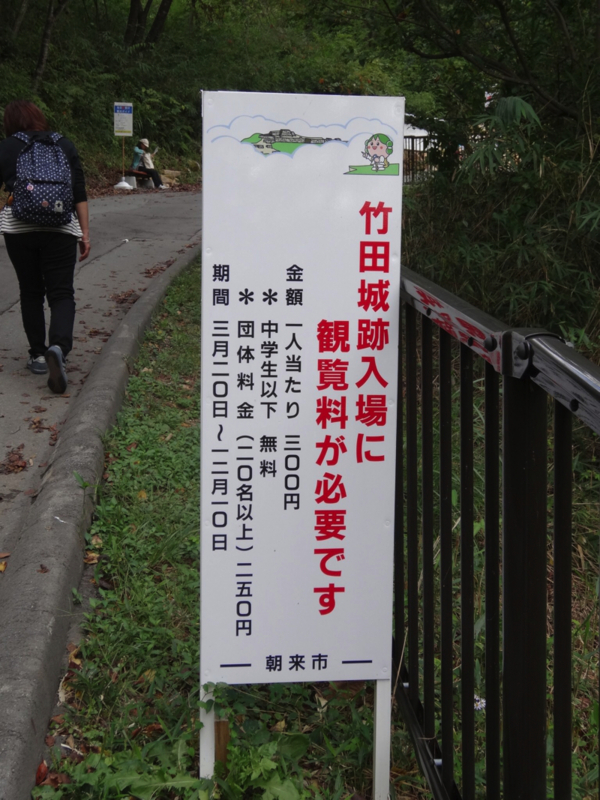 竹田城跡入場に
観覧料が必要です
金額 一人当たり 三〇〇円
＊ 中学生以下 無料
＊ 団体料金（二〇名以上）二五〇円
期間 三月二〇日～一二月一〇日
朝来市